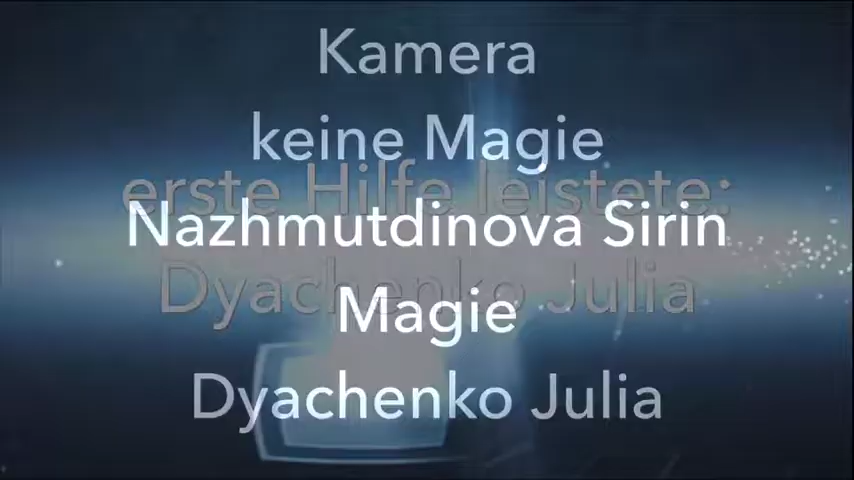 Kamera
keine Magie
erste Hilfe leistete:
Nazhmutdinova Sirin
Dyachenko Julia
Magie
Dyachenko Julia